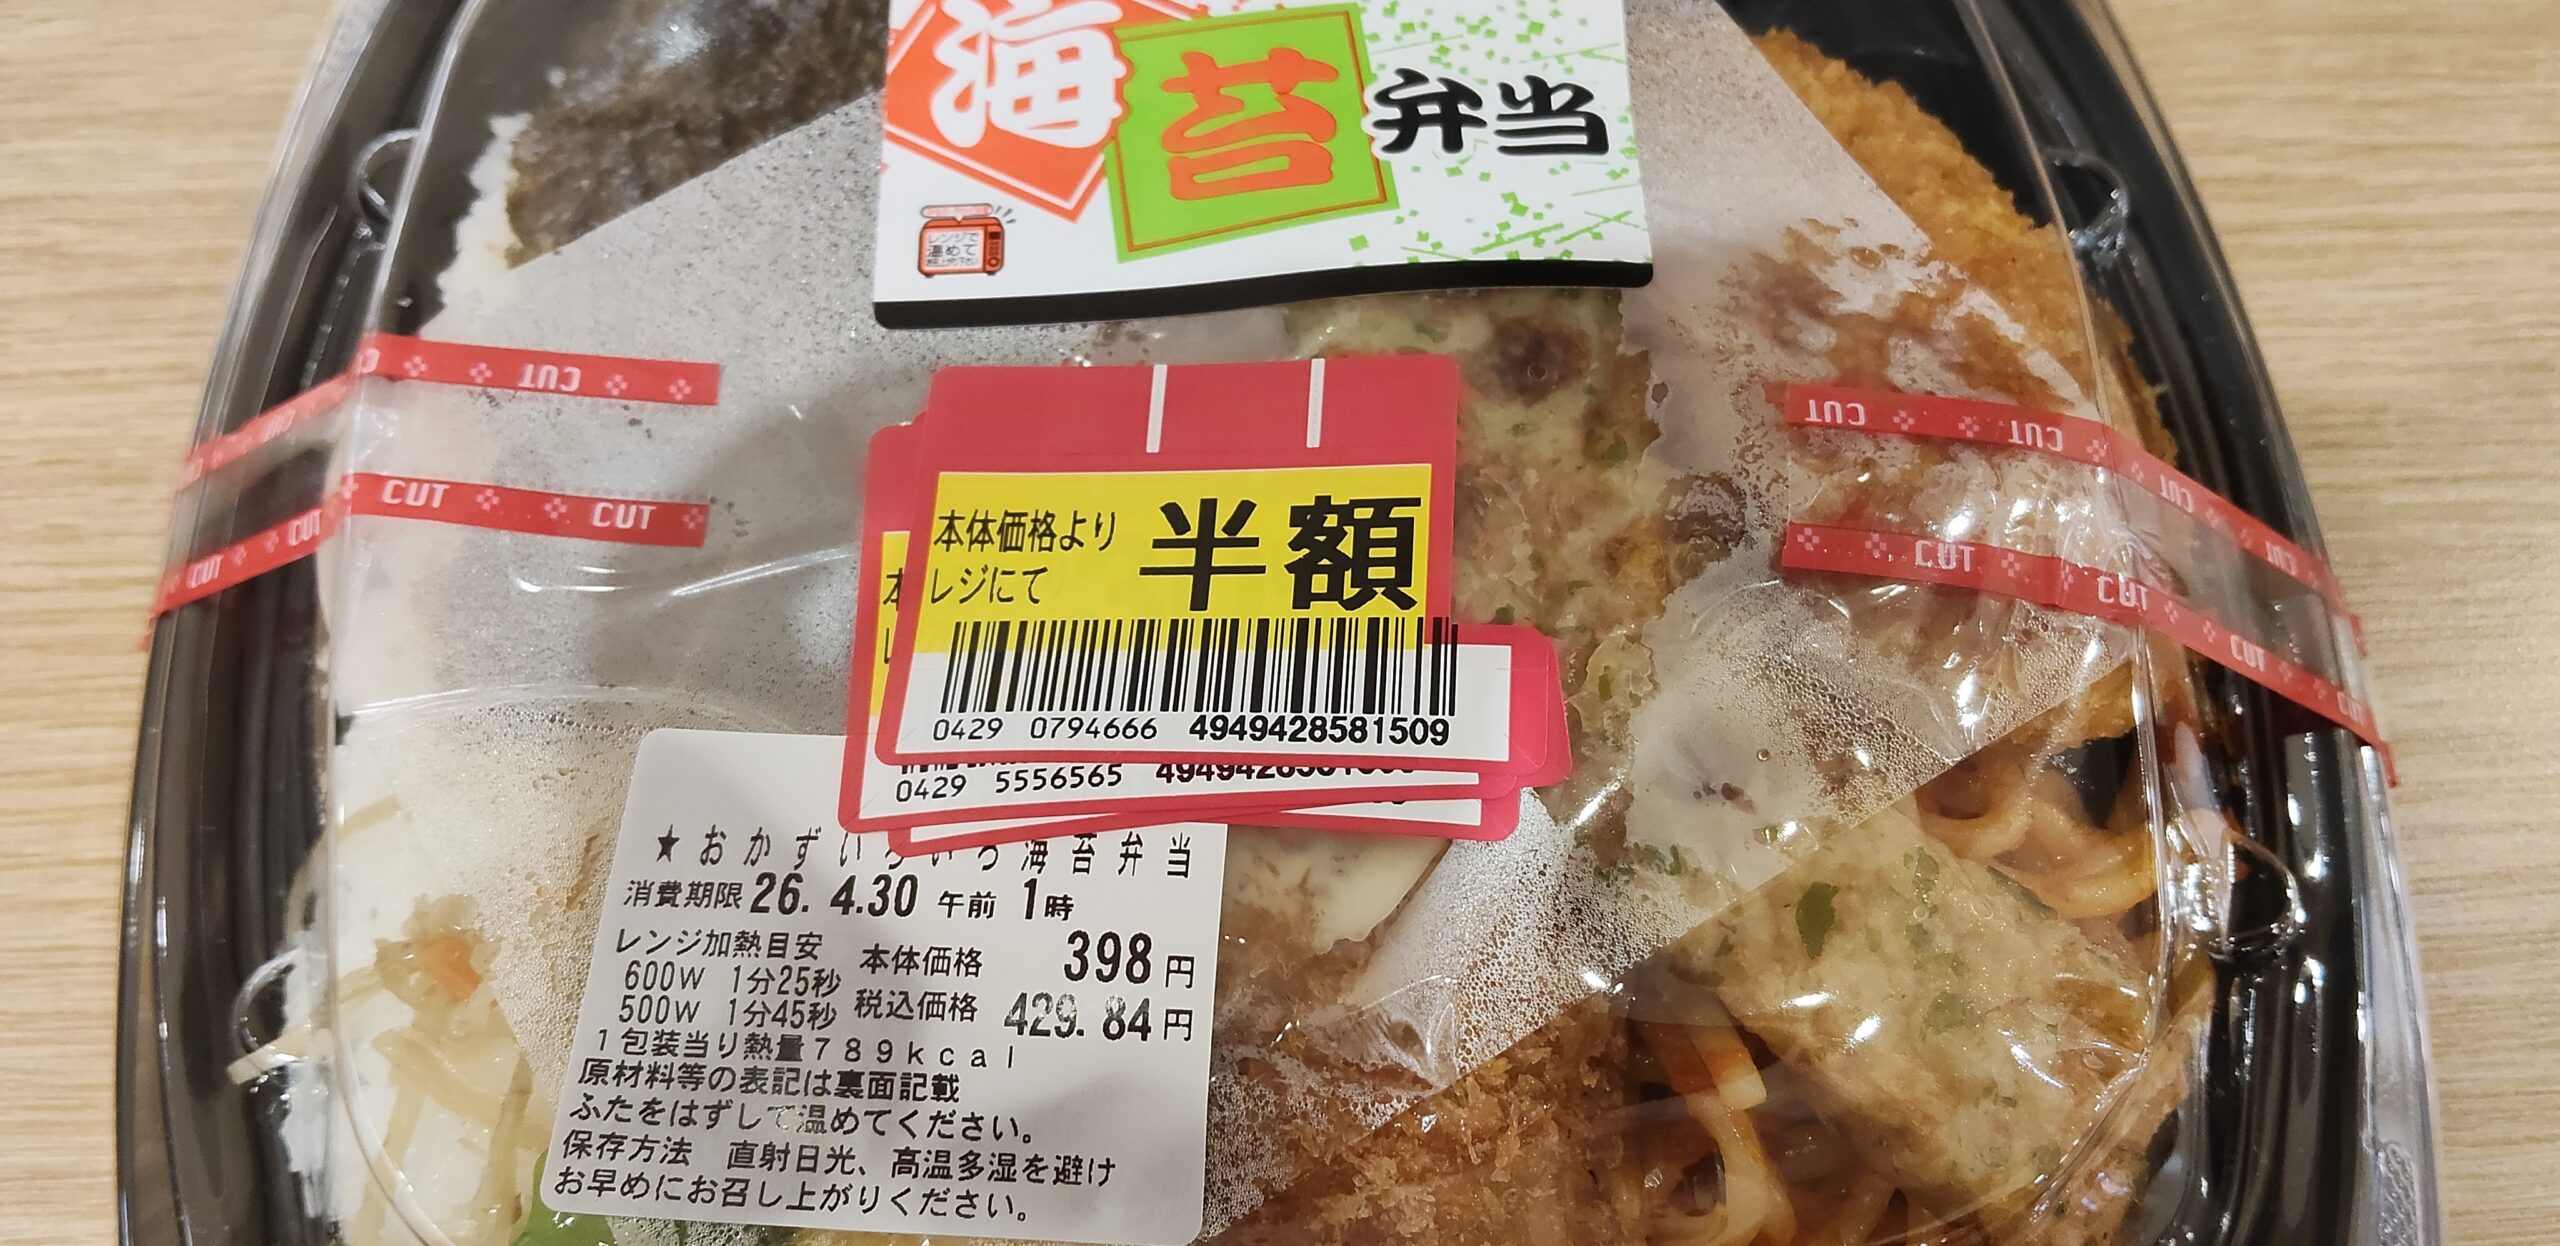 海苔弁当
レンジで
温めて
CUT CUT
CUT CUT
CUT CUT
CUT CUT
本体価格より 半額
レジにて
0429 0794666 4949428581509
0429 5556565
★おかずいろいろ海苔弁当
消費期限 26. 4.30 午前 1時
レンジ加熱目安 本体価格 398円
600W 1分25秒
500W 1分45秒 税込価格 429. 84円
1包装当り熱量789kcal
原材料等の表記は裏面記載
ふたをはずして温めてください。
保存方法 直射日光、高温多湿を避け
お早めにお召し上がりください。